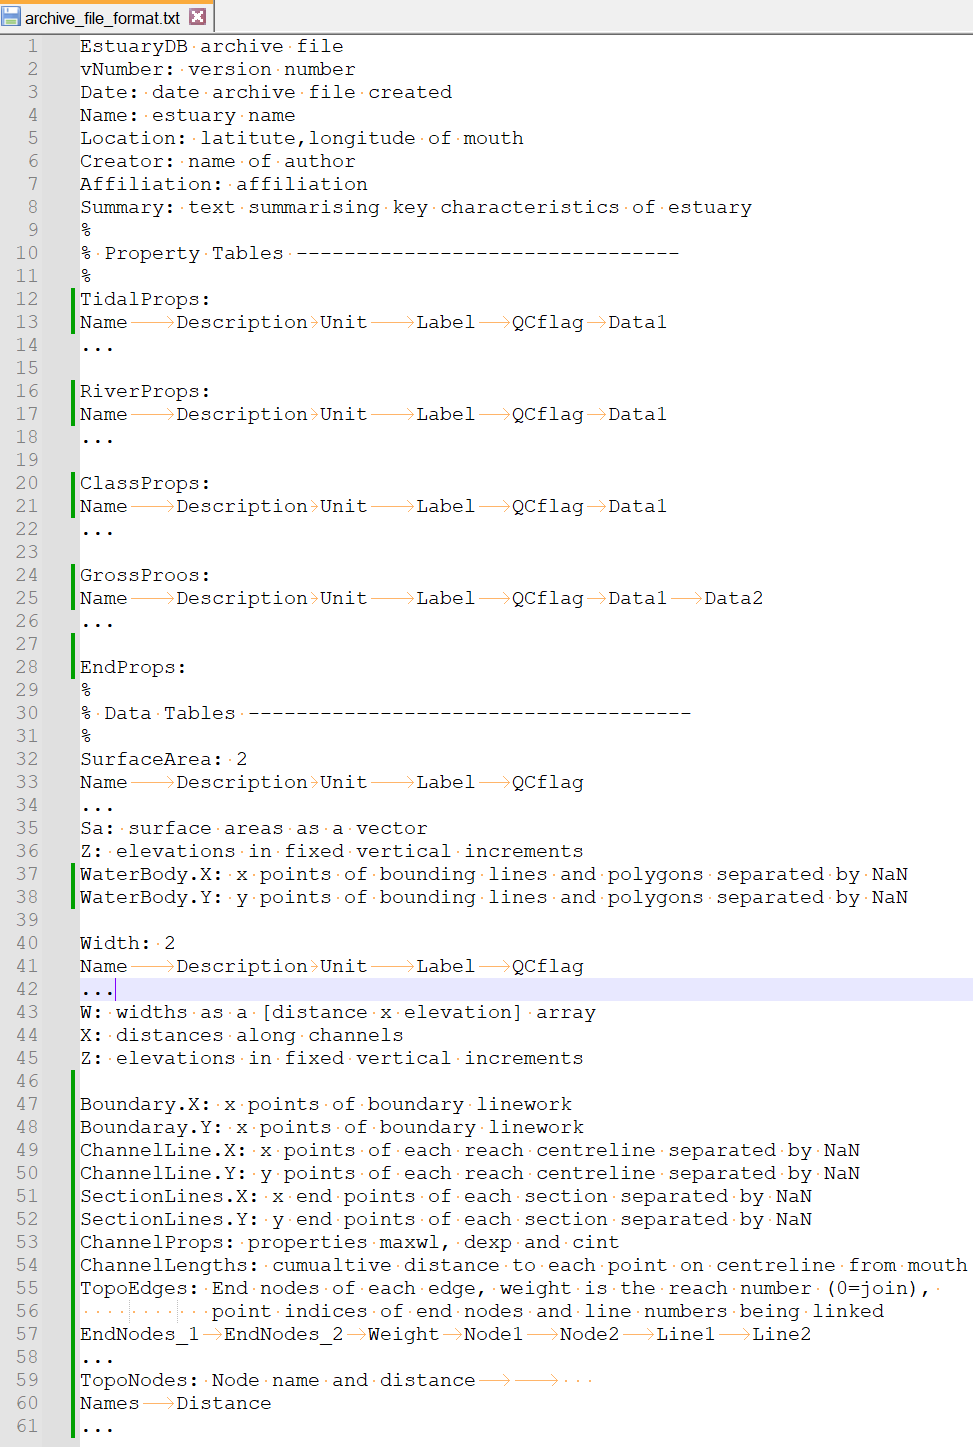 archive_file_format.txt
1 EstuaryDB archive file
2 vNumber: version number
3 Date: date archive file created
4 Name: estuary name
5 Location: latitute,longitude of mouth
6 Creator: name of author
7 Affiliation: affiliation
8 Summary: text summarising key characteristics of estuary
9 %
10 % Property Tables --------------------------------
11 %
12 TidalProps:
13 Name Description Unit Label QCflag Data1
14 ...
15
16 RiverProps:
17 Name Description Unit Label QCflag Data1
18 ...
19
20 ClassProps:
21 Name Description Unit Label QCflag Data1
22 ...
23
24 GrossProos:
25 Name Description Unit Label QCflag Data1 Data2
26 ...
27
28 EndProps:
29 %
30 % Data Tables -------------------------------------
31 %
32 SurfaceArea: 2
33 Name Description Unit Label QCflag
34 ...
35 Sa: surface areas as a vector
36 Z: elevations in fixed vertical increments
37 WaterBody.X: x points of bounding lines and polygons separated by NaN
38 WaterBody.Y: y points of bounding lines and polygons separated by NaN
39
40 Width: 2
41 Name Description Unit Label QCflag
42 ...
43 W: widths as a [distance x elevation] array
44 X: distances along channels
45 Z: elevations in fixed vertical increments
46
47 Boundary.X: x points of boundary linework
48 Boundaray.Y: x points of boundary linework
49 ChannelLine.X: x points of each reach centreline separated by NaN
50 ChannelLine.Y: y points of each reach centreline separated by NaN
51 SectionLines.X: x end points of each section separated by NaN
52 SectionLines.Y: y end points of each section separated by NaN
53 ChannelProps: properties maxwl, dexp and cint
54 ChannelLengths: cumualtive distance to each point on centreline from mouth
55 TopoEdges: End nodes of each edge, weight is the reach number (0=join),
56 point indices of end nodes and line numbers being linked
57 EndNodes_1 EndNodes_2 Weight Node1 Node2 Line1 Line2
58 ...
59 TopoNodes: Node name and distance
60 Names Distance
61 ...